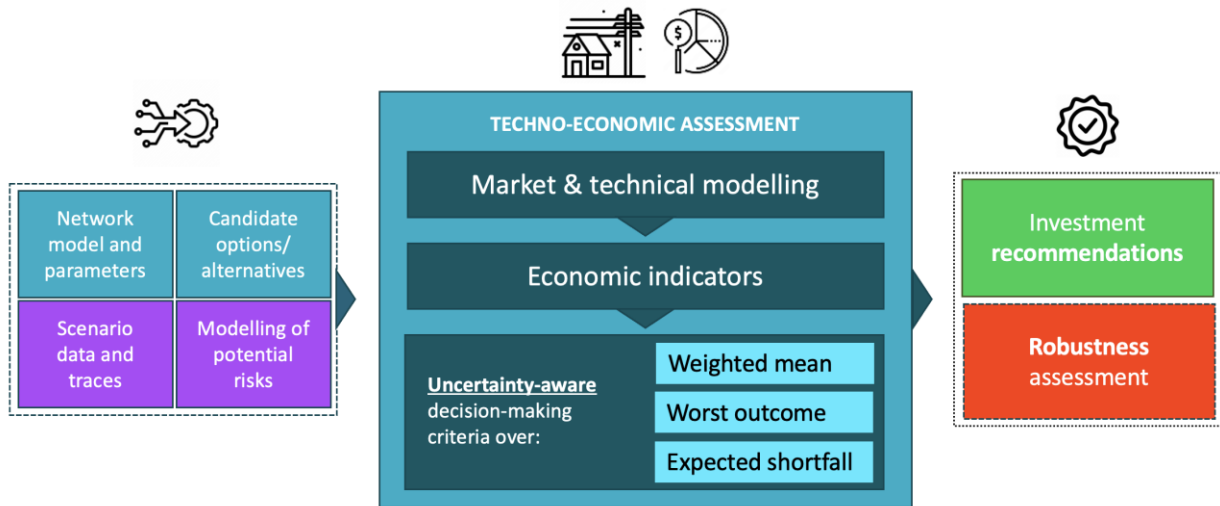 $
TECHNO-ECONOMIC ASSESSMENT
Network
model and
parameters
Candidate
options/
alternatives
Scenario
data and
traces
Modelling of
potential
risks
Market & technical modelling
Economic indicators
Uncertainty-aware
decision-making
criteria over:
Weighted mean
Worst outcome
Expected shortfall
Investment
recommendations
Robustness
assessment